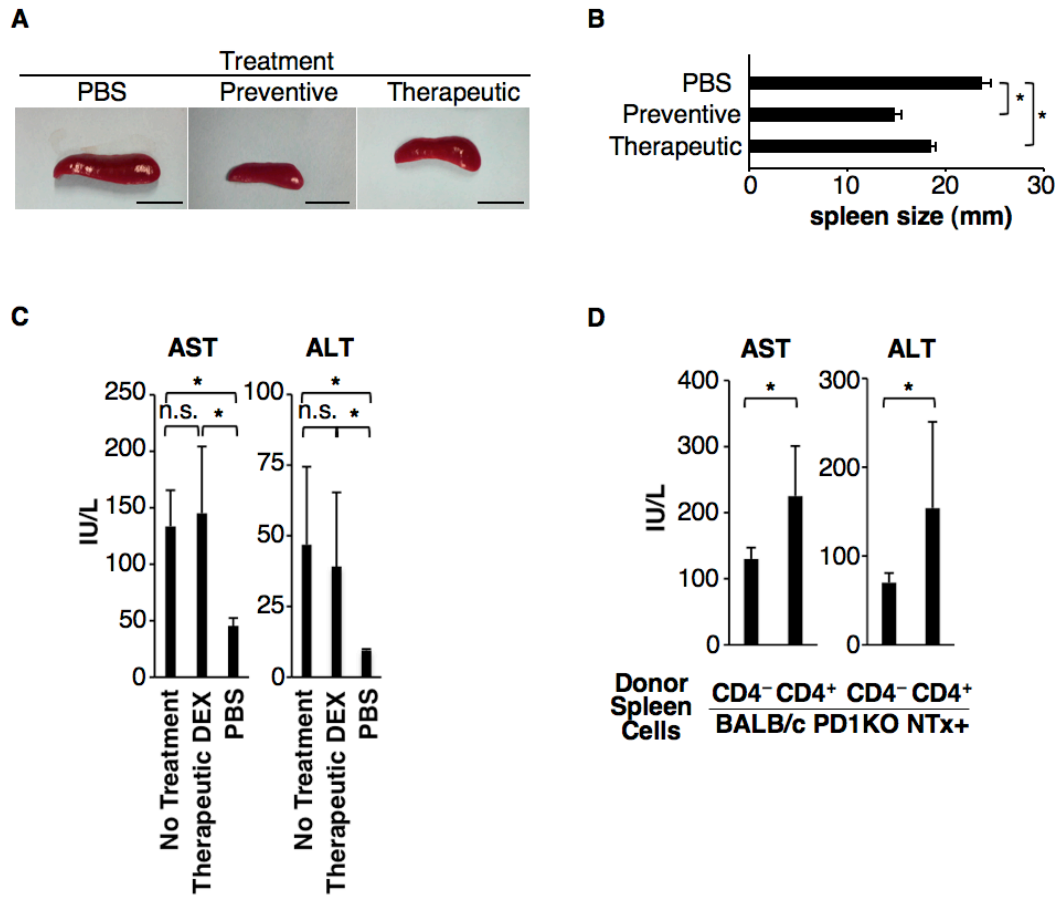 A
Treatment
PBS Preventive Therapeutic
B
PBS
Preventive
Therapeutic
*
*
0 10 20 30
spleen size (mm)
C
AST
IU/L
250
200
150
100
50
0
*
n.s. *
No Treatment
Therapeutic DEX
PBS
ALT
100
75
50
25
0
*
n.s. *
No Treatment
Therapeutic DEX
PBS
D
AST
IU/L
400
300
200
100
0
*
ALT
300
200
100
0
*
Donor
Spleen
Cells
CD4⁻ CD4⁺ CD4⁻ CD4⁺
BALB/c PD1KO NTx+